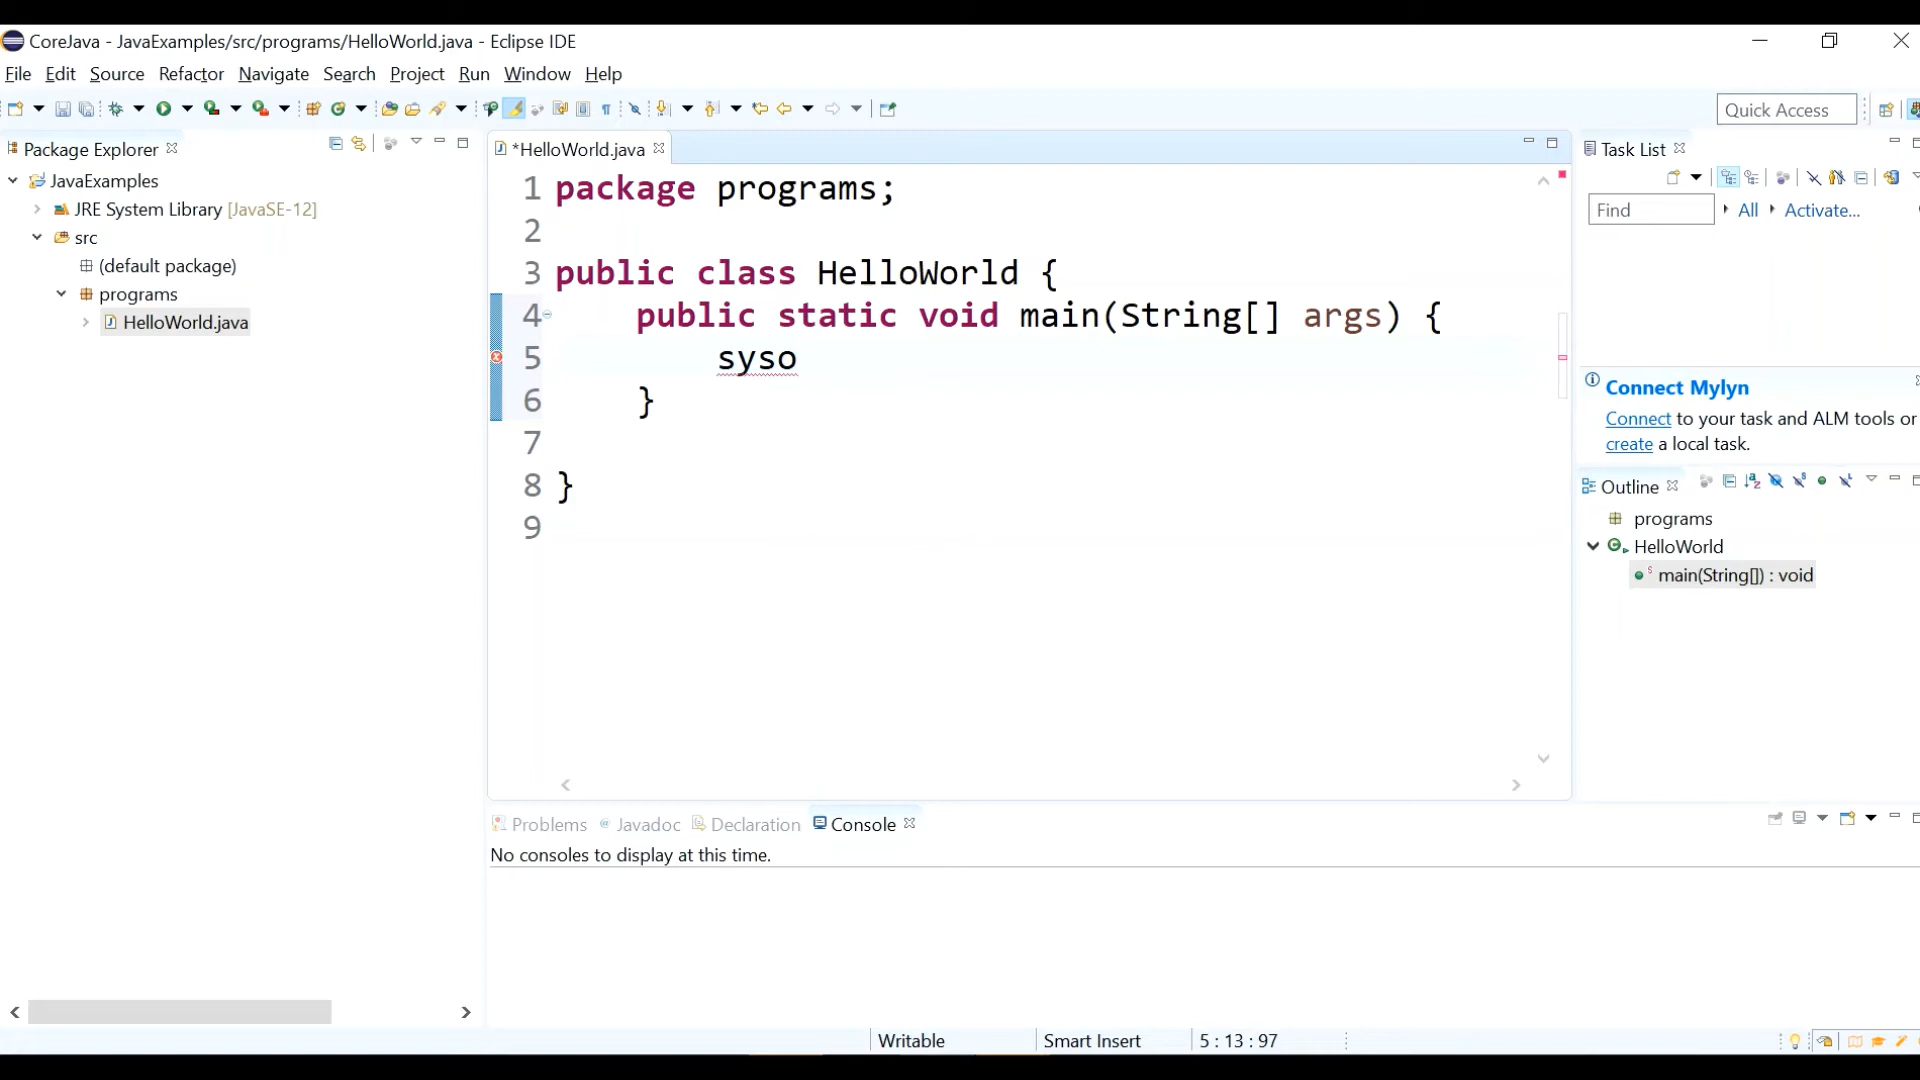 CoreJava - JavaExamples/src/programs/HelloWorld.java - Eclipse IDE
File Edit Source Refactor Navigate Search Project Run Window Help
Quick Access
Package Explorer
JavaExamples
JRE System Library [JavaSE-12]
src
(default package)
programs
HelloWorld.java
*HelloWorld.java
1 package programs;
2
3 public class HelloWorld {
4 public static void main(String[] args) {
5 syso
6 }
7
8 }
9
Task List
Find All Activate...
Connect Mylyn
Connect to your task and ALM tools or
create a local task.
Outline
programs
HelloWorld
main(String[]) : void
Problems Javadoc Declaration Console
No consoles to display at this time.
Writable Smart Insert 5 : 13 : 97